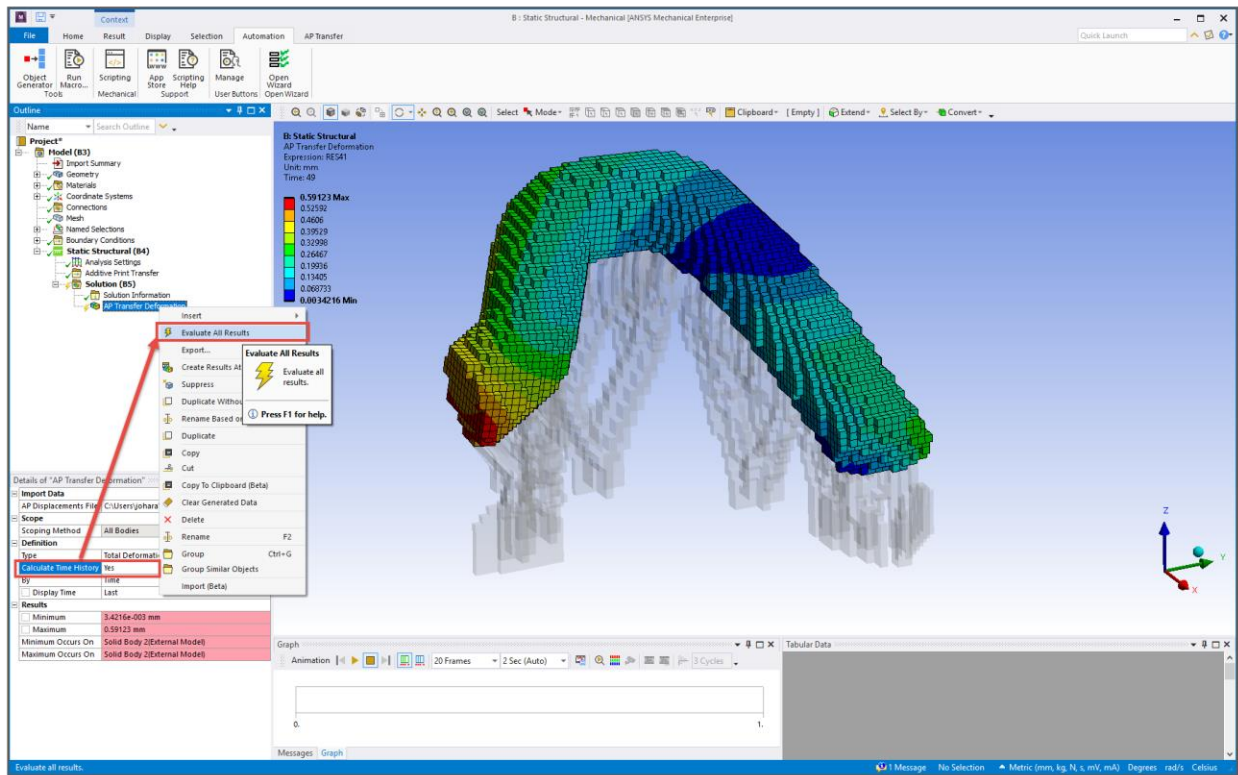 Context
B : Static Structural - Mechanical [ANSYS Mechanical Enterprise]
File Home Result Display Selection Automation AP Transfer
Quick Launch
Object Generator
Run Macro...
Scripting
App Store
Scripting Help
Manage
Open Wizard
Tools Mechanical Support User Buttons OpenWizard
Outline
Select Mode Clipboard [ Empty ] Extend Select By Convert
Name Search Outline
Project*
Model (B3)
Import Summary
Geometry
Materials
Coordinate Systems
Connections
Mesh
Named Selections
Boundary Conditions
Static Structural (B4)
Analysis Settings
Additive Print Transfer
Solution (B5)
Solution Information
AP Transfer Deformation
B: Static Structural
AP Transfer Deformation
Expression: RES41
Unit: mm
Time: 49
0.59123 Max
0.52592
0.4606
0.39529
0.32998
0.26467
0.19936
0.13405
0.068733
0.0034216 Min
Insert
Evaluate All Results
Export...
Create Results At
Suppress
Duplicate Withou
Rename Based o
Duplicate
Copy
Cut
Copy To Clipboard (Beta)
Clear Generated Data
Delete
Rename F2
Group Ctrl+G
Group Similar Objects
Import (Beta)
Evaluate All Results
Evaluate all
results.
Press F1 for help.
Details of "AP Transfer Deformation"
Import Data
AP Displacements File C:\Users\johara
Scope
Scoping Method All Bodies
Definition
Type Total Deformati
Calculate Time History Yes
By Time
Display Time Last
Results
Minimum 3.4216e-003 mm
Maximum 0.59123 mm
Minimum Occurs On Solid Body 2(External Model)
Maximum Occurs On Solid Body 2(External Model)
Z
Y
X
Graph
Animation 20 Frames 2 Sec (Auto) 3 Cycles
0. 1.
Messages Graph
Tabular Data
Evaluate all results.
1 Message No Selection Metric (mm, kg, N, s, mV, mA) Degrees rad/s Celsius